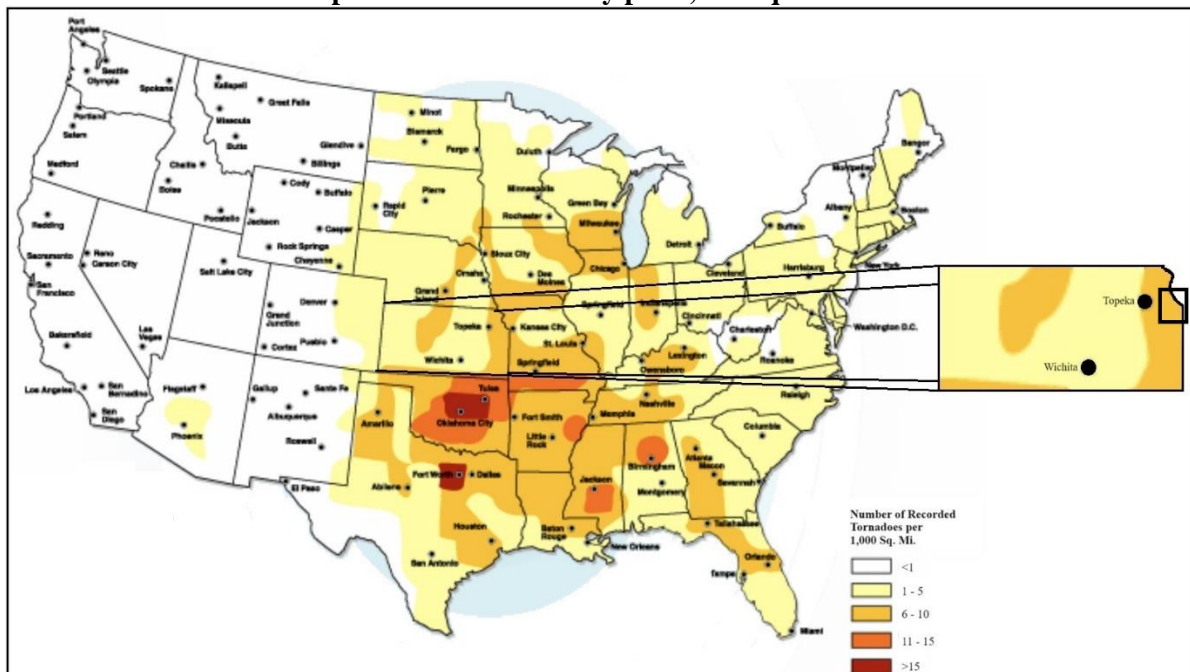 Port
Angeles
Seattle
Olympia
Spokane
Portland
Salem
Medford
Kalispell
Great Falls
Missoula
Butte
Glendive
Billings
Challis
Boise
Pocatello
Cody
Buffalo
Jackson
Casper
Rock Springs
Cheyenne
Redding
Sacramento
San
Francisco
Reno
Carson City
Salt Lake City
Bakersfield
Las
Vegas
Los Angeles
San
Bernadino
San
Diego
Denver
Grand
Junction
Cortez
Pueblo
Flagstaff
Phoenix
Gallup
Santa Fe
Albuquerque
Roswell
El Paso
Minot
Bismarck
Fargo
Pierre
Rapid
City
Duluth
Minneapolis
Rochester
Green Bay
Milwaukee
Sioux City
Omaha
Des
Moines
Grand
Island
Chicago
Springfield
Indianapolis
Detroit
Cleveland
Cincinnati
Topeka
Kansas City
St. Louis
Wichita
Springfield
Lexington
Owensboro
Charleston
Roanoke
Tulsa
Oklahoma City
Amarillo
Fort Smith
Little
Rock
Memphis
Nashville
Raleigh
Columbia
Fort Worth
Dallas
Abilene
Houston
San Antonio
Jackson
Birmingham
Montgomery
Atlanta
Macon
Savannah
Baton
Rouge
New Orleans
Tallahassee
Orlando
Tampa
Miami
Bangor
Montpelier
Albany
Boston
Buffalo
New York
Harrisburg
Washington D.C.
Topeka
Wichita
Number of Recorded
Tornadoes per
1,000 Sq. Mi.
<1
1 - 5
6 - 10
11 - 15
>15